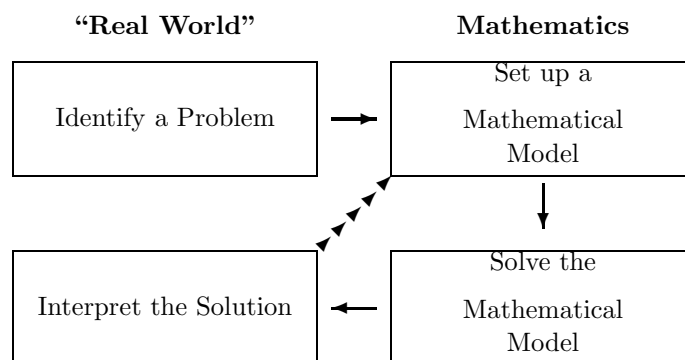 “Real World”
Mathematics
Identify a Problem
Set up a
Mathematical
Model
Interpret the Solution
Solve the
Mathematical
Model